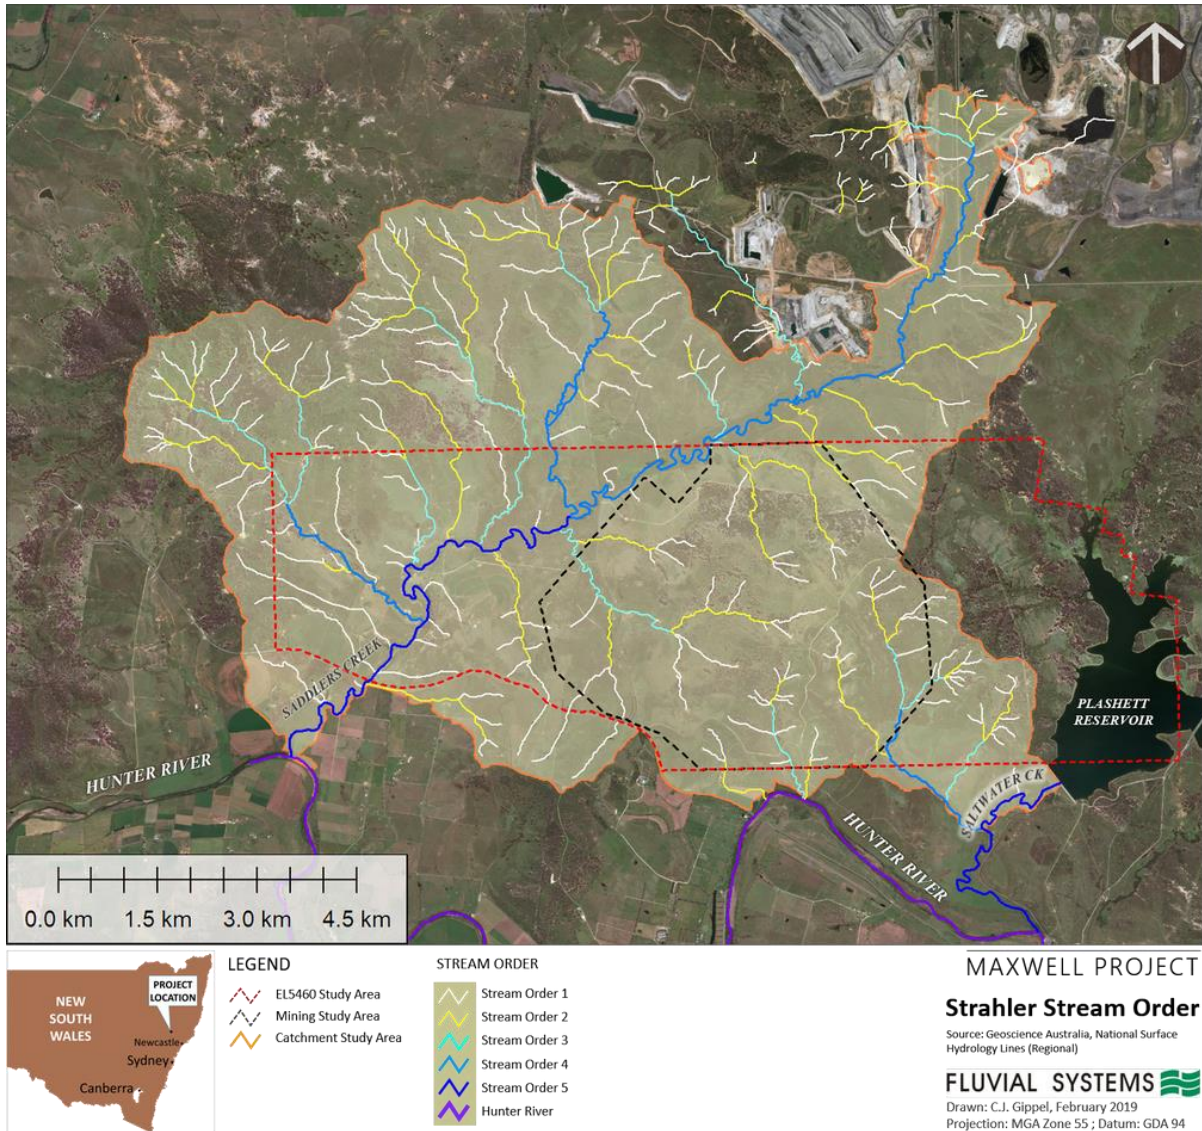 SADDLERS CREEK
HUNTER RIVER
PLASHETT
RESERVOIR
SALTWATER CK
HUNTER RIVER
0.0 km 1.5 km 3.0 km 4.5 km
NEW
SOUTH
WALES
PROJECT
LOCATION
Newcastle
Sydney
Canberra
LEGEND
EL5460 Study Area
Mining Study Area
Catchment Study Area
STREAM ORDER
Stream Order 1
Stream Order 2
Stream Order 3
Stream Order 4
Stream Order 5
Hunter River
MAXWELL PROJECT
Strahler Stream Order
Source: Geoscience Australia, National Surface
Hydrology Lines (Regional)
FLUVIAL SYSTEMS
Drawn: C.J. Gippel, February 2019
Projection: MGA Zone 55 ; Datum: GDA 94